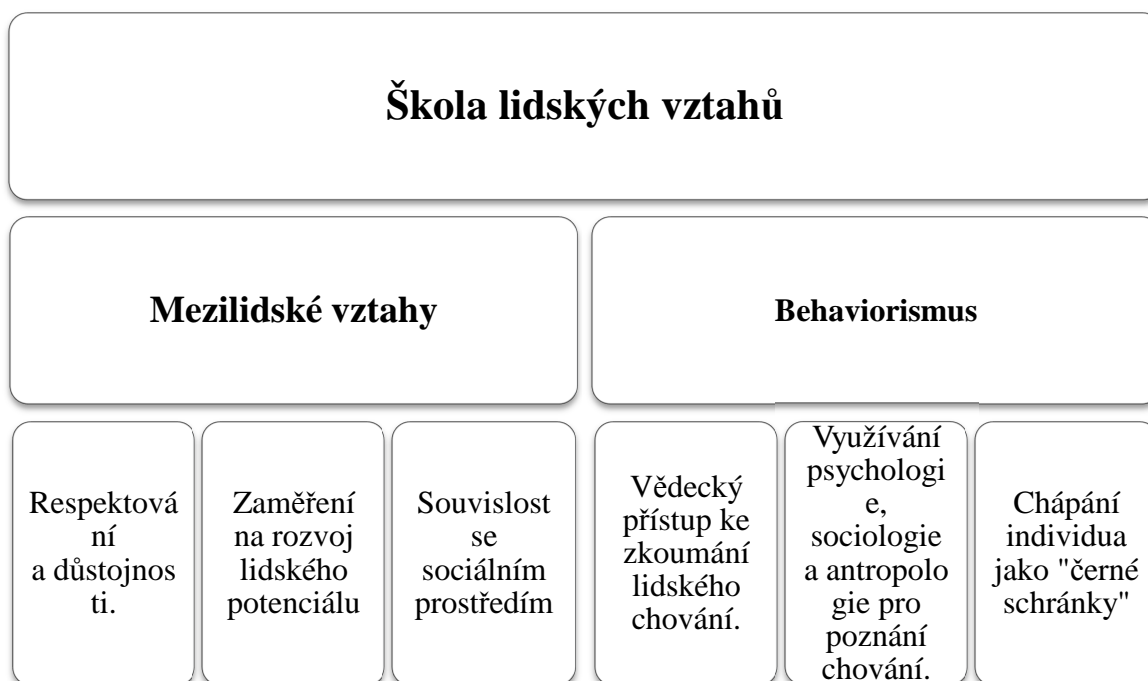 Škola lidských vztahů
Mezilidské vztahy
Behaviorismus
Respektová
ní
a důstojnos
ti.
Zaměření
na rozvoj
lidského
potenciálu
Souvislost
se
sociálním
prostředím
Vědecký
přístup ke
zkoumání
lidského
chování.
Využívání
psychologi
e,
sociologie
a antropolo
gie pro
poznání
chování.
Chápání
individua
jako "černé
schránky"